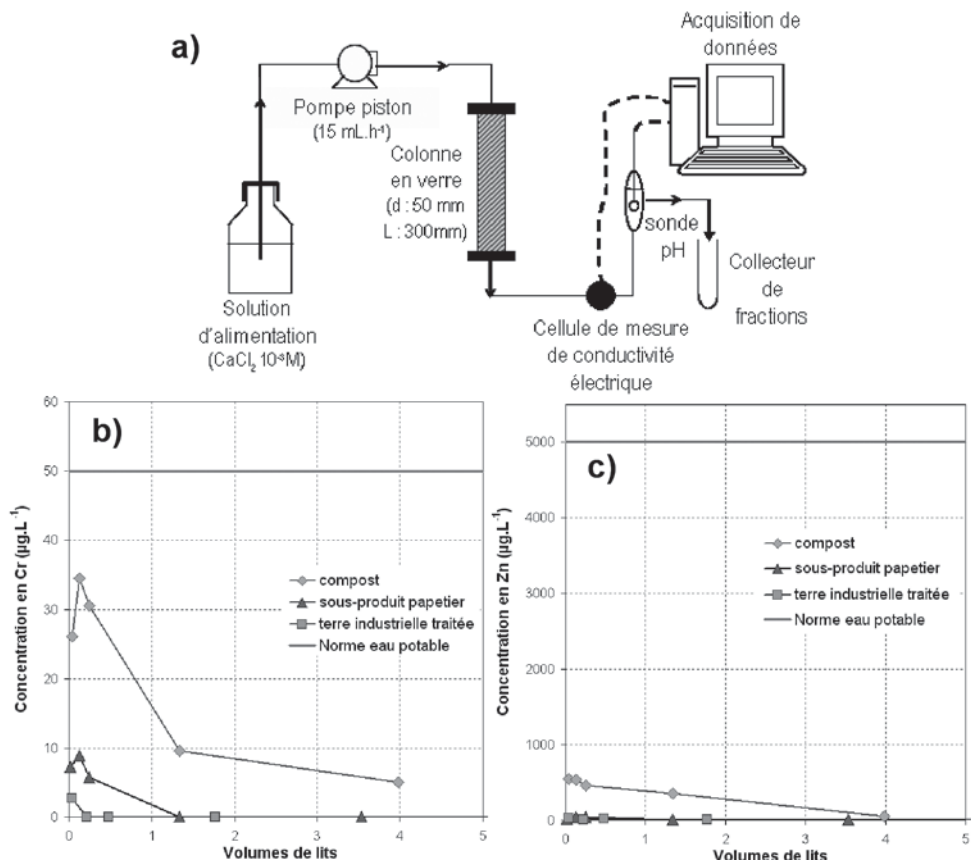 a)
Pompe piston
(15 mL.h⁻¹)
Colonne
en verre
(d : 50 mm
L : 300mm)
Acquisition de
données
sonde
pH
Collecteur
de
fractions
Solution
d'alimentation
(CaCl₂ 10⁻³M)
Cellule de mesure
de conductivité
électrique
b)
Concentration en Cr (µg.L⁻¹)
60
50
40
30
20
10
0
0 1 2 3 4 5
Volumes de lits
compost
sous-produit papetier
terre industrielle traitée
Norme eau potable
c)
Concentration en Zn (µg.L⁻¹)
5000
4000
3000
2000
1000
0
0 1 2 3 4 5
Volumes de lits
compost
sous-produit papetier
terre industrielle traitée
Norme eau potable